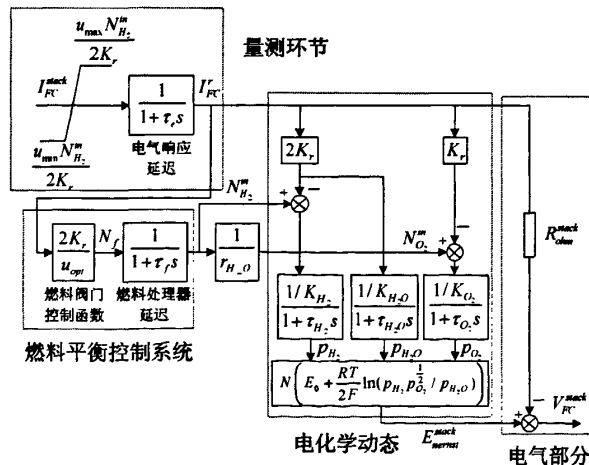 u_max N_H2^in
2K_r
量测环节
I_FC^stack
I_FC^r
1
1+τ_e s
电气响应
延迟
u_min N_H2^in
2K_r
2K_r
K_r
N_H2^in
N_O2^in
R_ohm^stack
2K_r
u_opt
N_f
1
1+τ_f s
1
r_H_O
燃料阀门
控制函数
燃料处理器
延迟
燃料平衡控制系统
1/K_H2
1+τ_H2 s
1/K_H2O
1+τ_H2O s
1/K_O2
1+τ_O2 s
p_H2
p_H2O
p_O2
N(E_0+RT/2F ln(p_H2 p_O2^1/2 / p_H2O))
V_FC^stack
E_nernst^stack
电化学动态
电气部分